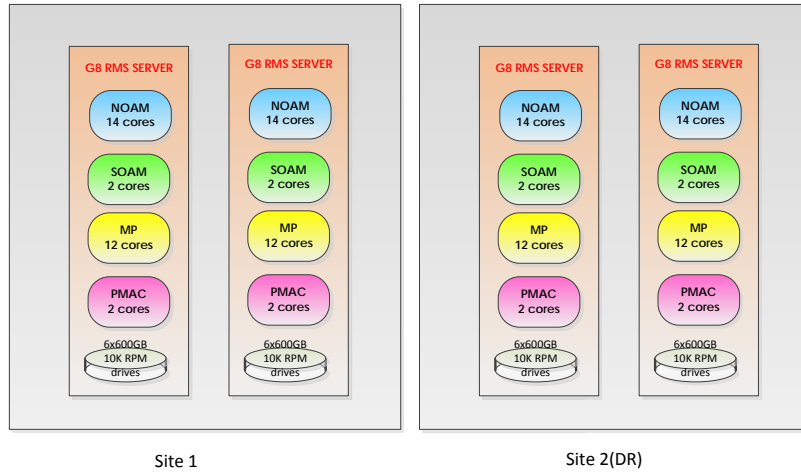 G8 RMS SERVER
NOAM
14 cores
SOAM
2 cores
MP
12 cores
PMAC
2 cores
6x600GB
10K RPM
drives
G8 RMS SERVER
NOAM
14 cores
SOAM
2 cores
MP
12 cores
PMAC
2 cores
6x600GB
10K RPM
drives
Site 1
G8 RMS SERVER
NOAM
14 cores
SOAM
2 cores
MP
12 cores
PMAC
2 cores
6x600GB
10K RPM
drives
G8 RMS SERVER
NOAM
14 cores
SOAM
2 cores
MP
12 cores
PMAC
2 cores
6x600GB
10K RPM
drives
Site 2(DR)